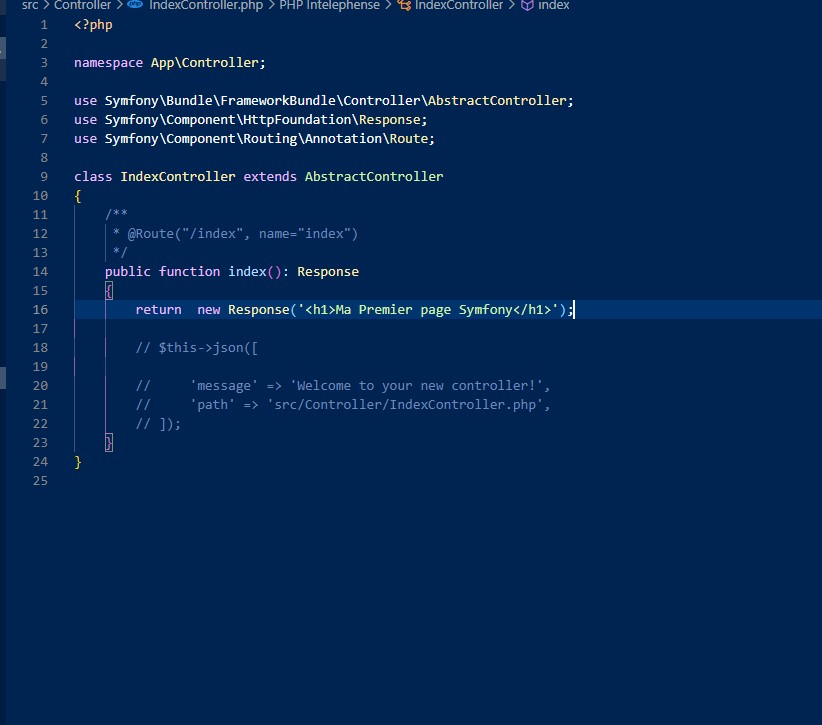 src > Controller > IndexController.php > PHP Intelephense > IndexController > index
1 <?php
2
3 namespace App\Controller;
4
5 use Symfony\Bundle\FrameworkBundle\Controller\AbstractController;
6 use Symfony\Component\HttpFoundation\Response;
7 use Symfony\Component\Routing\Annotation\Route;
8
9 class IndexController extends AbstractController
10 {
11     /**
12      * @Route("/index", name="index")
13      */
14     public function index(): Response
15     {
16         return  new Response('<h1>Ma Premier page Symfony</h1>');
17
18         // $this->json([
19
20         //     'message' => 'Welcome to your new controller!',
21         //     'path' => 'src/Controller/IndexController.php',
22         // ]);
23     }
24 }
25